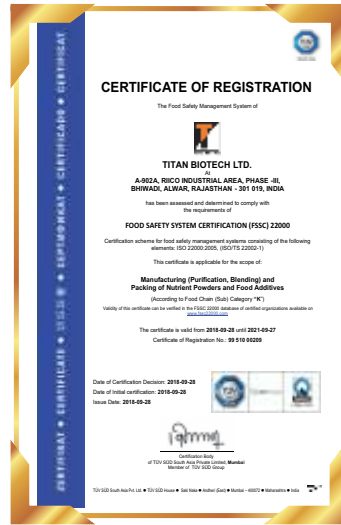 CERTIFICATE OF REGISTRATION
The Food Safety Management System of
TITAN BIOTECH LTD.
At
A-902A, RIICO INDUSTRIAL AREA, PHASE -III,
BHIWADI, ALWAR, RAJASTHAN - 301 019, INDIA
has been assessed and determined to comply with
the requirements of
FOOD SAFETY SYSTEM CERTIFICATION (FSSC) 22000
Certification scheme for food safety management systems consisting of the following
elements: ISO 22000:2005, (ISO/TS 22002-1)
This certificate is applicable for the scope of:
Manufacturing (Purification, Blending) and
Packing of Nutrient Powders and Food Additives
(According to Food Chain (Sub) Category "K")
Validity of this certificate can be verified in the FSSC 22000 database of certified organizations available on
www.fssc22000.com
The certificate is valid from 2018-09-28 until 2021-09-27
Certificate of Registration No.: 99 510 00209
Date of Certification Decision: 2018-09-28
Date of Initial certification: 2018-09-28
Issue Date: 2018-09-28
Certification Body
of TÜV SÜD South Asia Private Limited, Mumbai
Member of TÜV SÜD Group
TÜV SÜD South Asia Pvt. Ltd. ● TÜV SÜD House ● Saki Naka ● Andheri (East) ● Mumbai – 400072 ● Maharashtra ● India
ZERTIFIKAT ◆ CERTIFICATE ◆ ◆ СЕРТИФИКАТ ◆ CERTIFICADO ◆ CERTIFICAT